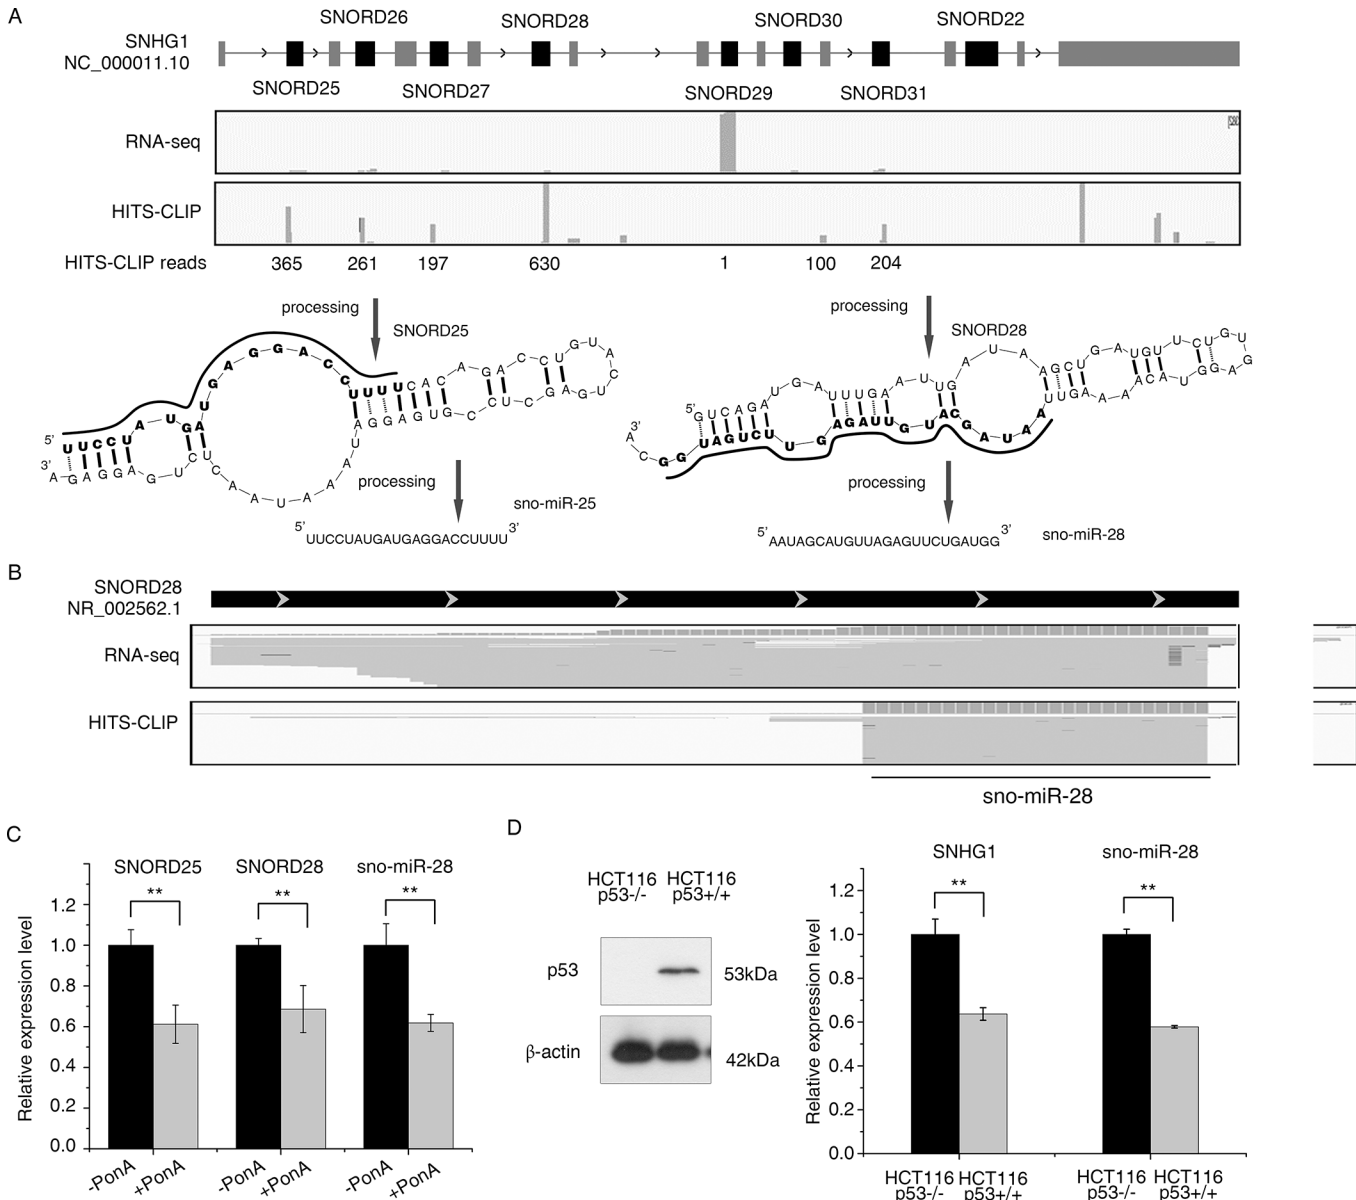 A
SNORD26
SNORD28
SNORD30
SNORD22
SNHG1
NC_000011.10
SNORD25
SNORD27
SNORD29
SNORD31
RNA-seq
HITS-CLIP
HITS-CLIP reads
365
261
197
630
1
100
204
processing
SNORD25
processing
SNORD28
5'
3'
5'
3'
processing
sno-miR-25
processing
sno-miR-28
5' UUCCUAUGAUGAGGACCUUUU 3'
5' AAUAGCAUGUUAGAGUUCUGAUGG 3'
B
SNORD28
NR_002562.1
RNA-seq
HITS-CLIP
sno-miR-28
C
SNORD25
SNORD28
sno-miR-28
**
**
**
Relative expression level
1.2
1.0
0.8
0.6
0.4
0.2
0.0
-PonA
+PonA
-PonA
+PonA
-PonA
+PonA
D
HCT116
p53-/-
HCT116
p53+/+
p53
53kDa
β-actin
42kDa
SNHG1
sno-miR-28
**
**
Relative expression level
1.2
1.0
0.8
0.6
0.4
0.2
0.0
HCT116
p53-/-
HCT116
p53+/+
HCT116
p53-/-
HCT116
p53+/+